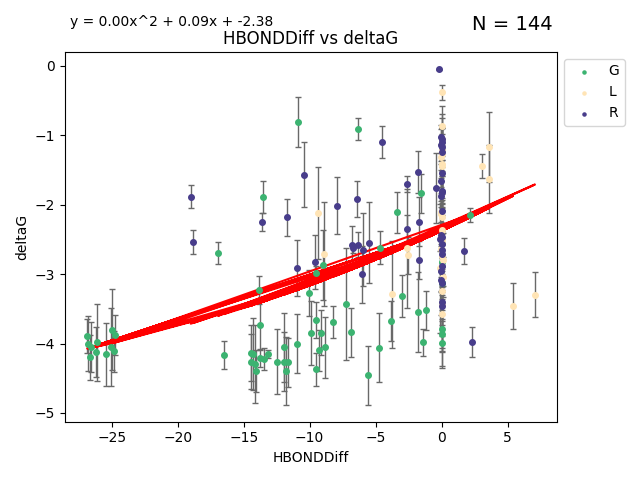 y = 0.00x^2 + 0.09x + -2.38
N = 144
HBONDDiff vs deltaG
G
L
R
deltaG
0
−1
−2
−3
−4
−5
−25
−20
−15
−10
−5
0
5
HBONDDiff